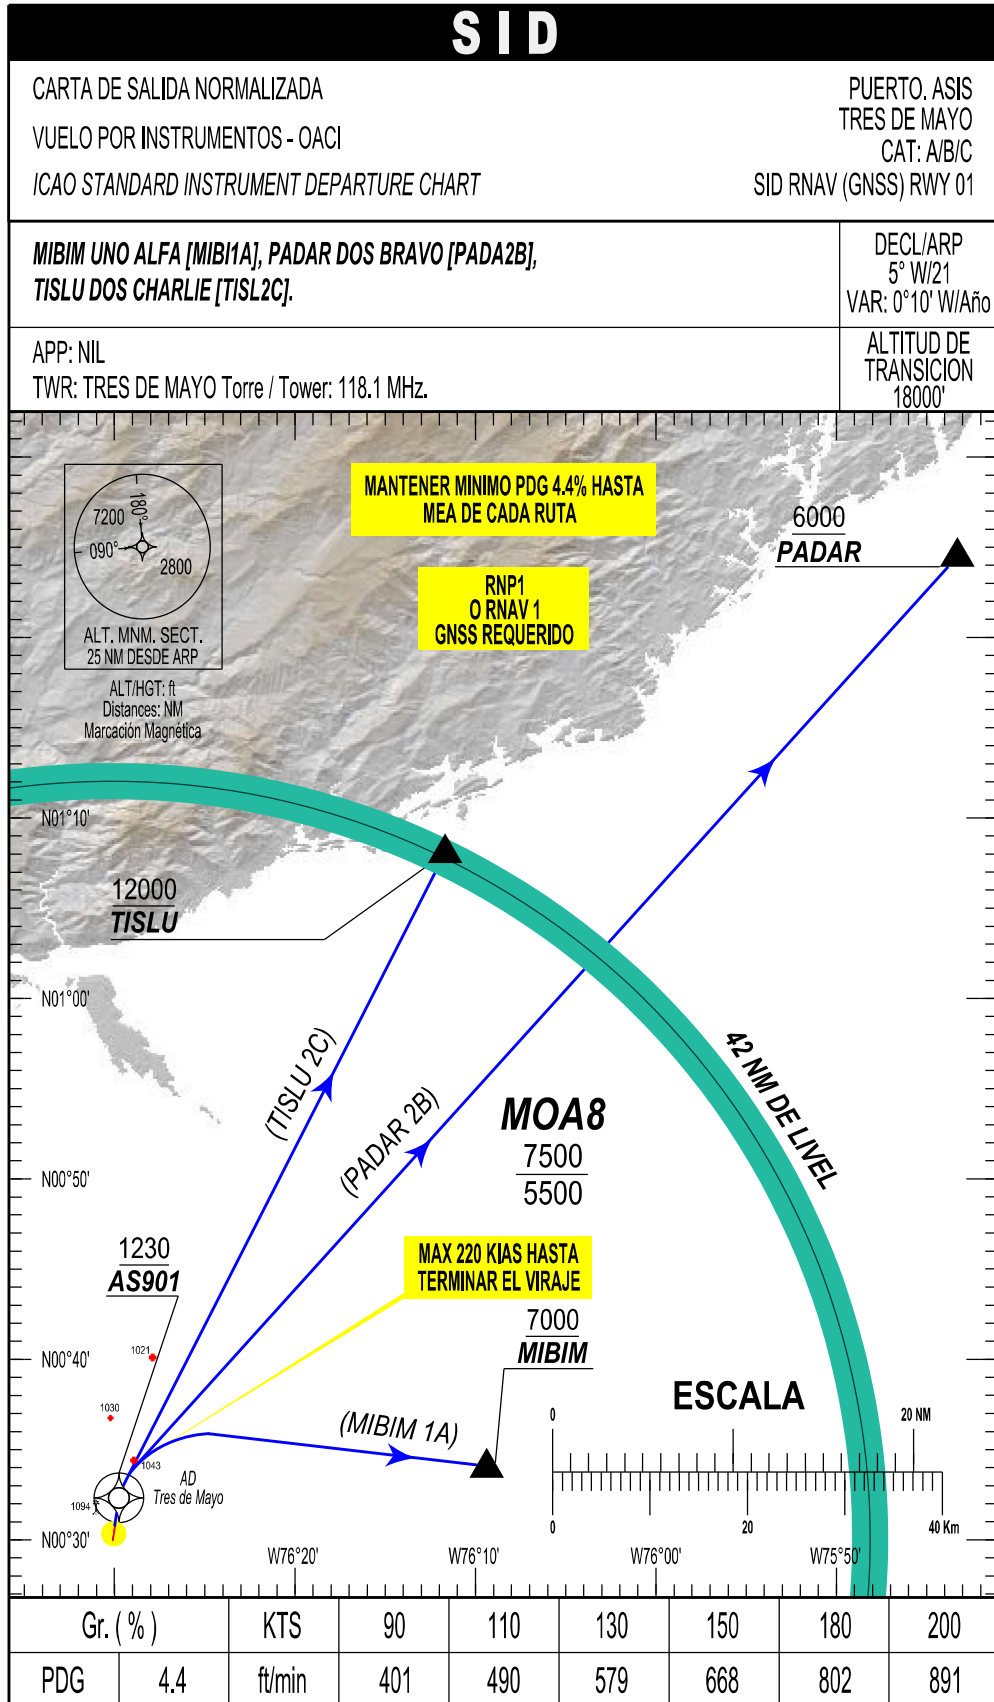 SID
CARTA DE SALIDA NORMALIZADA
VUELO POR INSTRUMENTOS - OACI
ICAO STANDARD INSTRUMENT DEPARTURE CHART
PUERTO. ASIS
TRES DE MAYO
CAT: A/B/C
SID RNAV (GNSS) RWY 01
MIBIM UNO ALFA [MIBI1A], PADAR DOS BRAVO [PADA2B],
TISLU DOS CHARLIE [TISL2C].
DECL/ARP
5° W/21
VAR: 0°10' W/Año
APP: NIL
TWR: TRES DE MAYO Torre / Tower: 118.1 MHz.
ALTITUD DE
TRANSICION
18000'
180°
7200
090°
2800
ALT. MNM. SECT.
25 NM DESDE ARP
ALT/HGT: ft
Distances: NM
Marcación Magnética
MANTENER MINIMO PDG 4.4% HASTA
MEA DE CADA RUTA
RNP1
O RNAV 1
GNSS REQUERIDO
6000
PADAR
N01°10'
12000
TISLU
N01°00'
(TISLU 2C)
(PADAR 2B)
42 NM DE LIVEL
MOA8
7500
5500
N00°50'
1230
AS901
MAX 220 KIAS HASTA
TERMINAR EL VIRAJE
7000
MIBIM
1021
N00°40'
1030
(MIBIM 1A)
ESCALA
0
20 NM
1043
AD
Tres de Mayo
1094
0
20
40 Km
N00°30'
W76°20'
W76°10'
W76°00'
W75°50'
Gr. ( % ) KTS 90 110 130 150 180 200
PDG 4.4 ft/min 401 490 579 668 802 891